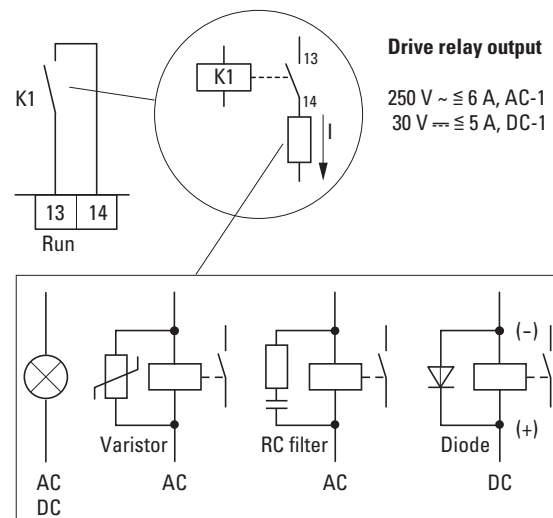 Drive relay output
250 V ~ ≦ 6 A, AC-1
30 V ⎓ ≦ 5 A, DC-1
K1
13
14
I
K1
13 14
Run
Varistor
RC filter
Diode
(–)
(+)
AC
DC
AC
AC
DC